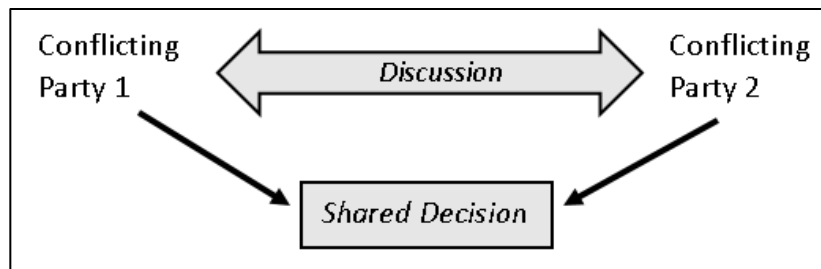 Conflicting
Party 1
Discussion
Conflicting
Party 2
Shared Decision